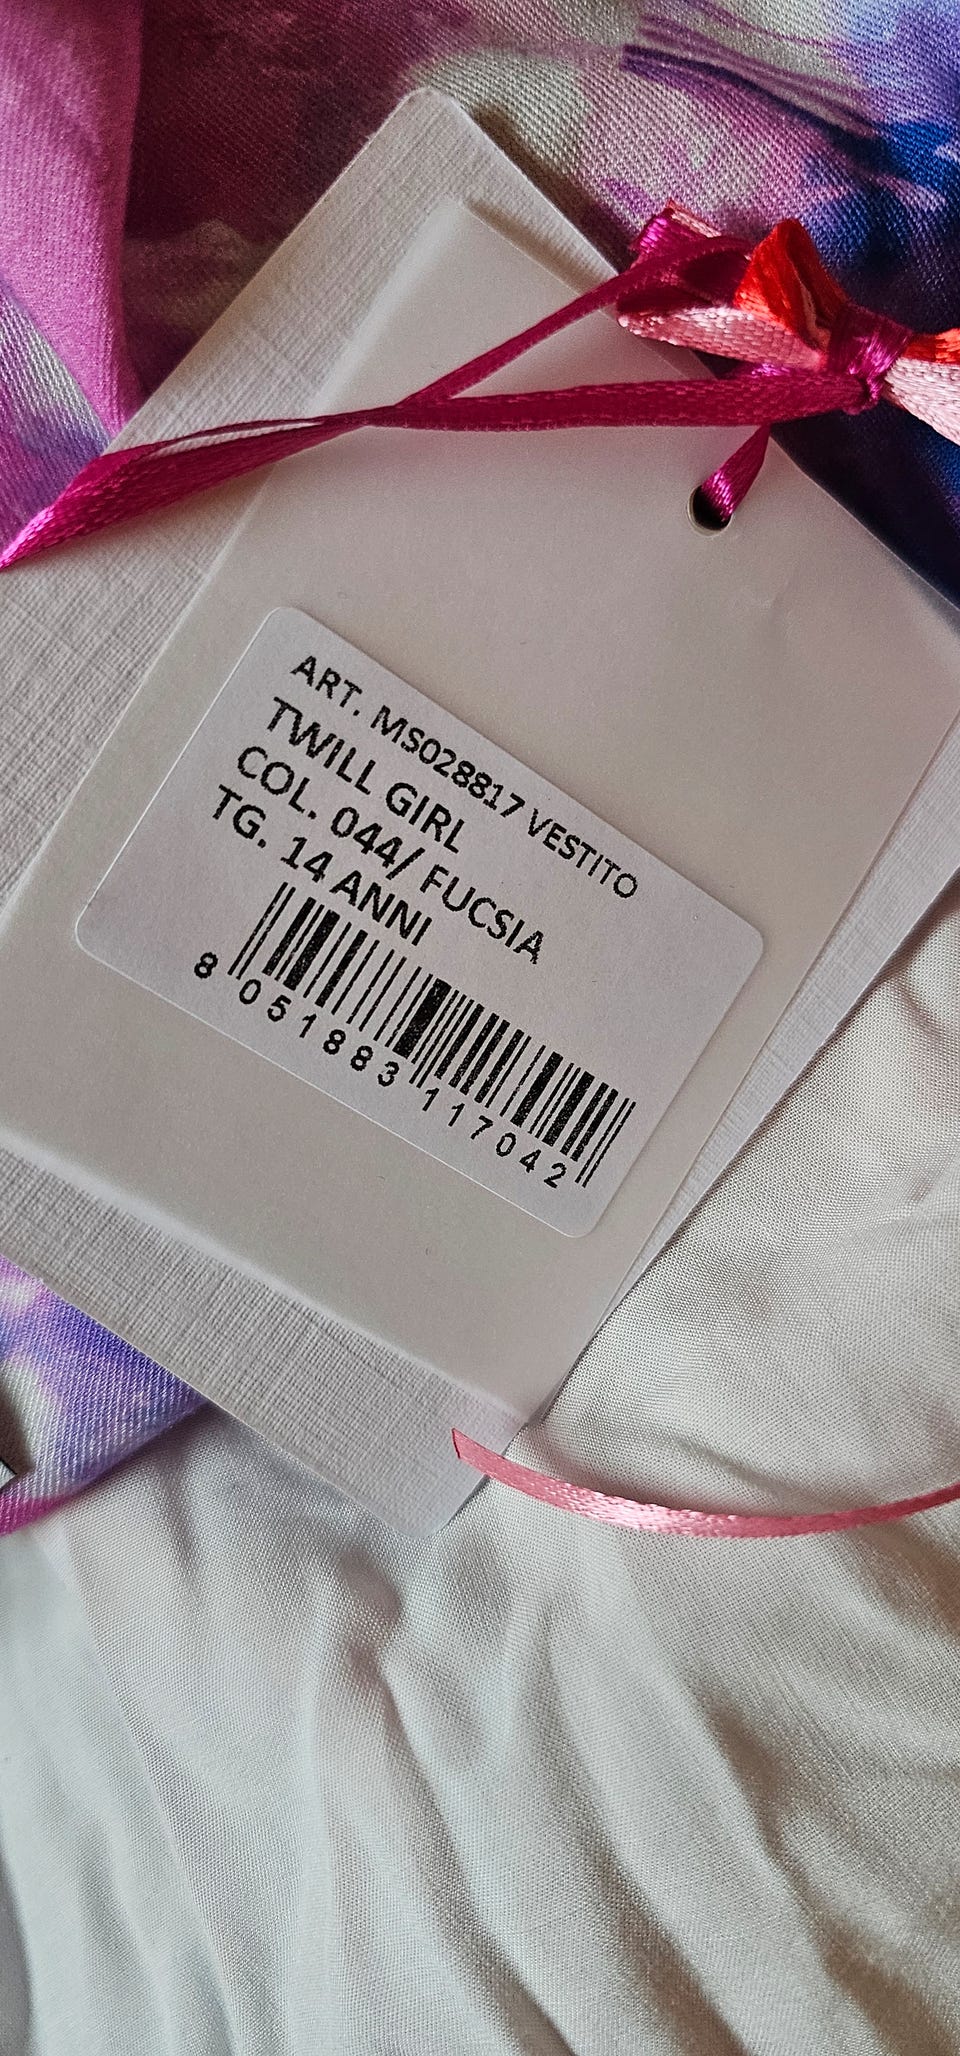 ART. MS028817 VESTITO
TWILL GIRL
COL. 044/ FUCSIA
TG. 14 ANNI
8 051883 117042